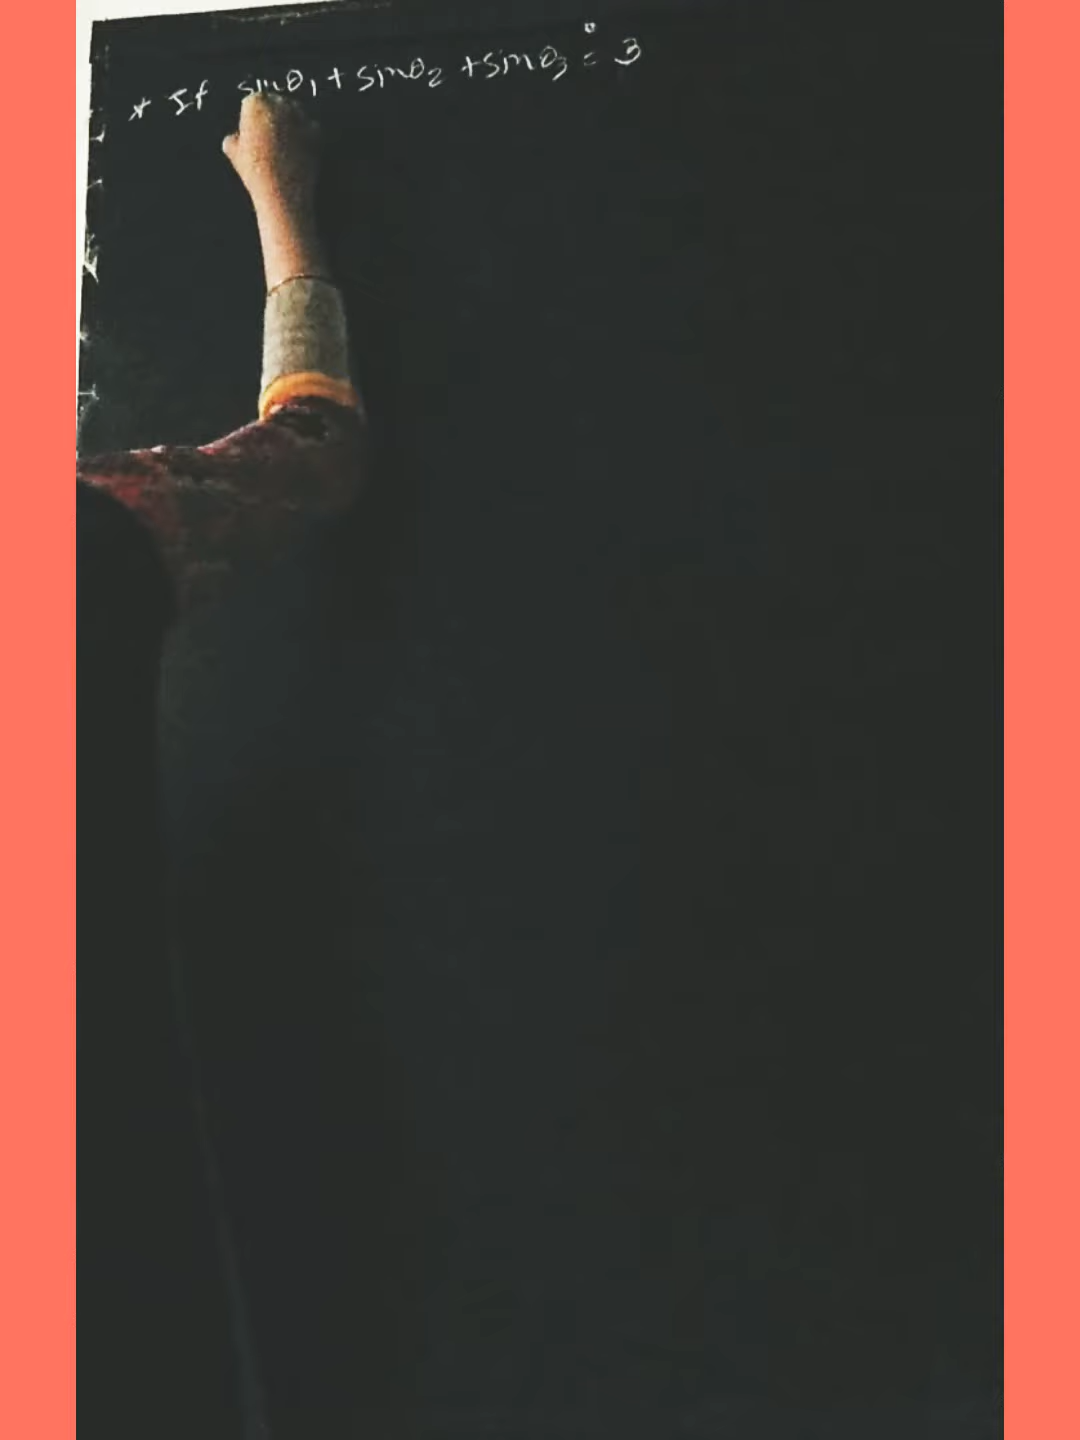 * If sinθ₁ + sinθ₂ + sinθ₃ = 3